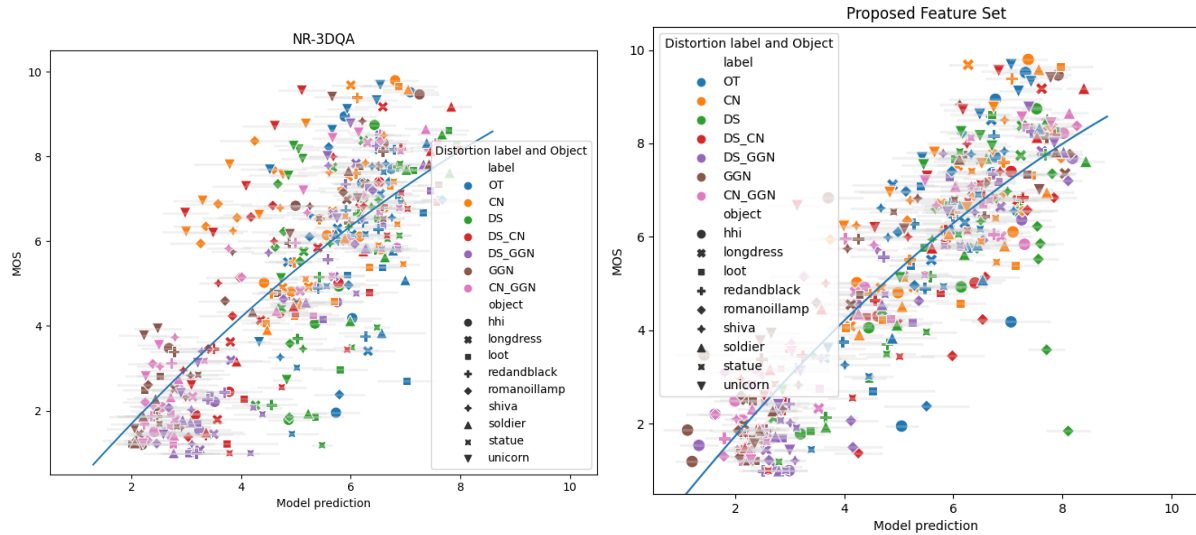 NR-3DQA
MOS
10
8
6
4
2
Distortion label and Object
label
OT
CN
DS
DS_CN
DS_GGN
GGN
CN_GGN
object
hhi
longdress
loot
redandblack
romanoillamp
shiva
soldier
statue
unicorn
2 4 6 8 10
Model prediction
Proposed Feature Set
MOS
10
8
6
4
2
Distortion label and Object
label
OT
CN
DS
DS_CN
DS_GGN
GGN
CN_GGN
object
hhi
longdress
loot
redandblack
romanoillamp
shiva
soldier
statue
unicorn
2 4 6 8 10
Model prediction